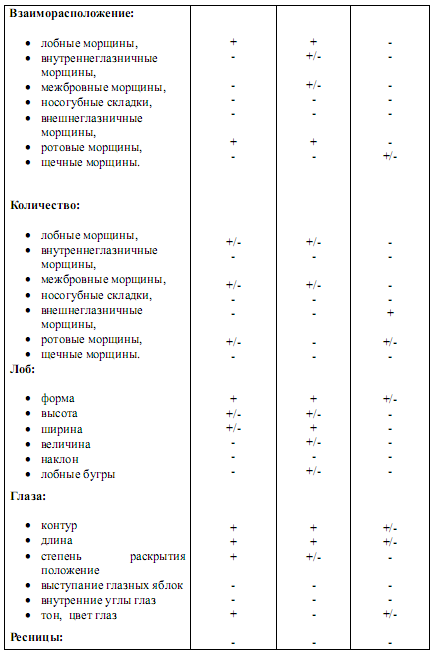 Взаиморасположение:
• лобные морщины, + + -
• внутреннеглазничные - +/- -
морщины,
• межбровные морщины, - +/- -
• носогубные складки, - - -
• внешнеглазничные - - -
морщины,
• ротовые морщины, + + -
• щечные морщины. - - +/-
Количество:
• лобные морщины, +/- +/- -
• внутреннеглазничные - - -
морщины,
• межбровные морщины, +/- +/- -
• носогубные складки, - - -
• внешнеглазничные - - +
морщины,
• ротовые морщины, +/- - +/-
• щечные морщины. - - -
Лоб:
• форма + + +/-
• высота +/- +/- -
• ширина +/- + -
• величина - +/- -
• наклон - - -
• лобные бугры - +/- -
Глаза:
• контур + + +/-
• длина + + +/-
• степень раскрытия + +/- -
положение
• выступание глазных яблок - - -
• внутренние углы глаз - - -
• тон, цвет глаз + - +/-
Ресницы: - - -